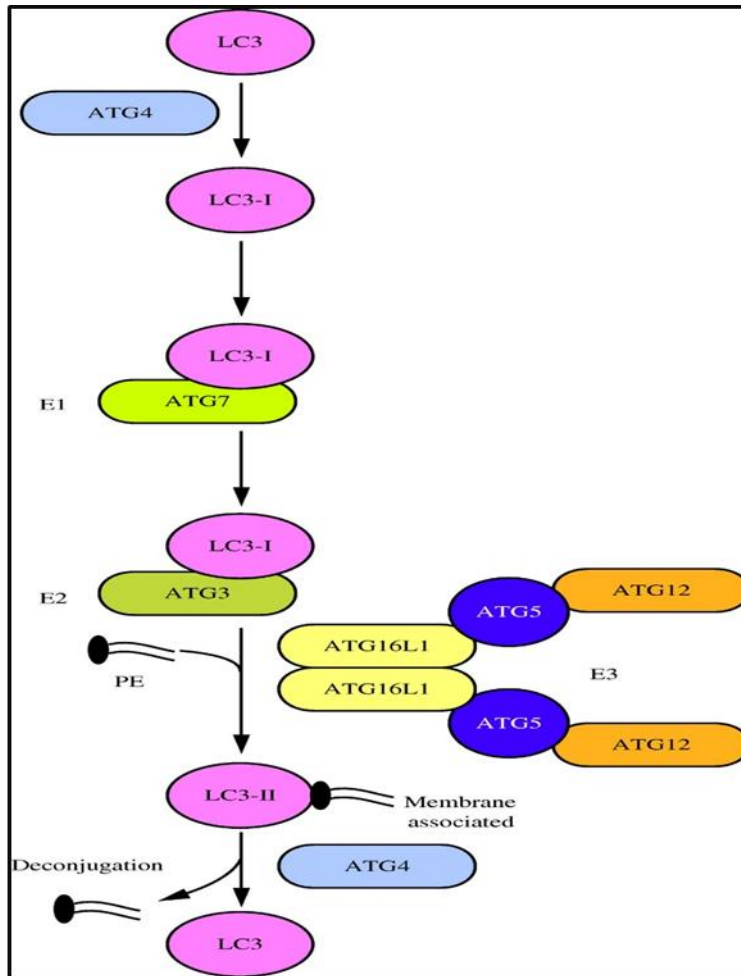 LC3
ATG4
LC3-I
LC3-I
E1
ATG7
LC3-I
E2
ATG3
PE
ATG16L1
ATG16L1
ATG5
ATG12
E3
ATG5
ATG12
LC3-II
Membrane
associated
Deconjugation
ATG4
LC3